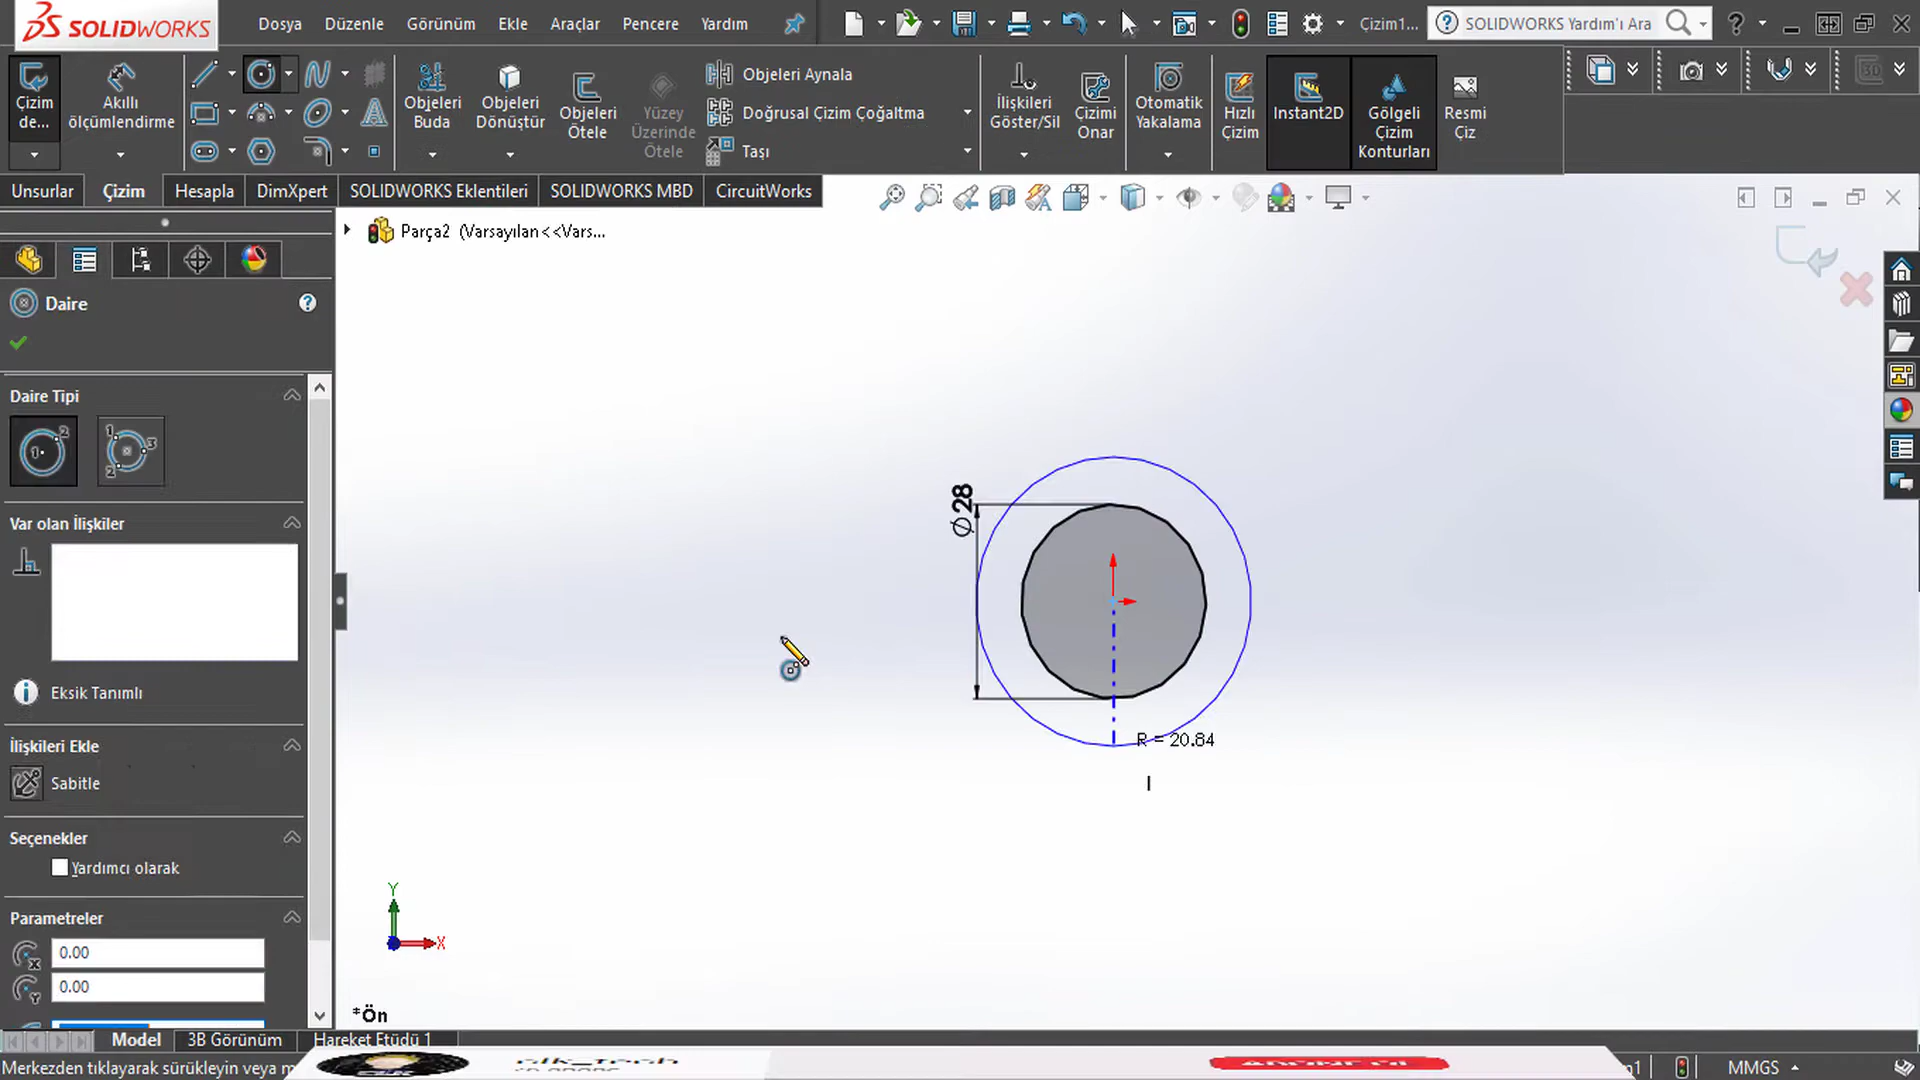 SOLIDWORKS
Dosya
Düzenle
Görünüm
Ekle
Araçlar
Pencere
Yardım
Çizim1...
SOLIDWORKS Yardım'ı Ara
Çizim
de...
Akıllı
ölçümlendirme
Objeleri
Buda
Objeleri
Dönüştür
Objeleri
Ötele
Yüzey
Üzerinde
Ötele
Objeleri Aynala
Doğrusal Çizim Çoğaltma
Taşı
İlişkileri
Göster/Sil
Çizimi
Onar
Otomatik
Yakalama
Hızlı
Çizim
Instant2D
Gölgeli
Çizim
Konturları
Resmi
Çiz
Unsurlar
Çizim
Hesapla
DimXpert
SOLIDWORKS Eklentileri
SOLIDWORKS MBD
CircuitWorks
Parça2 (Varsayılan<<Vars...
Daire
Daire Tipi
Var olan İlişkiler
Eksik Tanımlı
İlişkileri Ekle
Sabitle
Seçenekler
Yardımcı olarak
Parametreler
0.00
0.00
Ø28
R = 20.84
Y
X
*Ön
Model
3B Görünüm
Hareket Etüdü 1
Merkezden tıklayarak sürükleyin veya m
MMGS